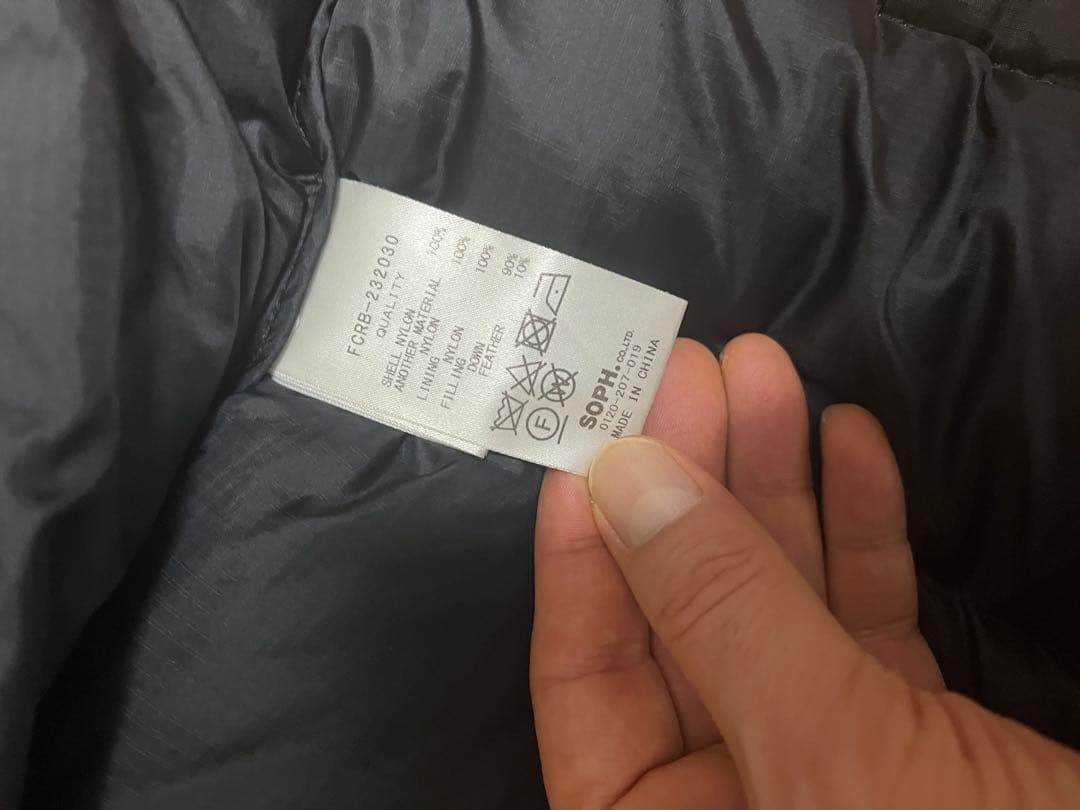 FCRB-232030
QUALITY
SHELL NYLON 100%
ANOTHER MATERIAL
NYLON 100%
LINING NYLON 100%
FILLING DOWN 90%
FEATHER 10%
F
W
SOPH. CO.,LTD.
0120-207-019
MADE IN CHINA